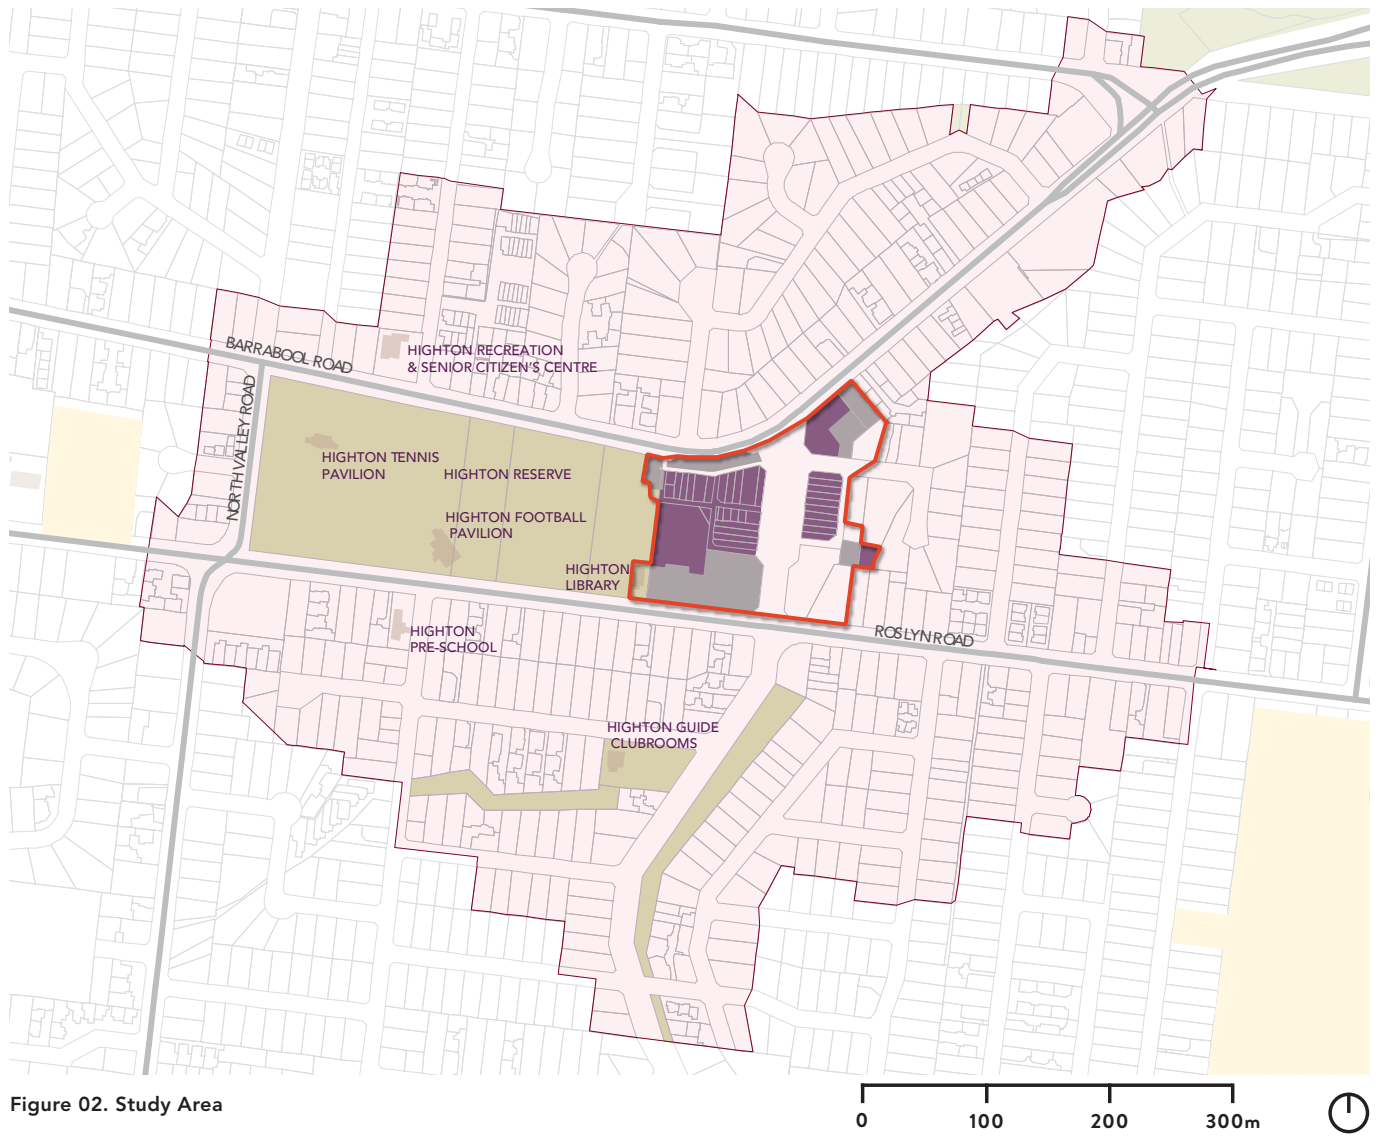 BARRABOOL ROAD
HIGHTON RECREATION
& SENIOR CITIZEN'S CENTRE
NORTH VALLEY ROAD
HIGHTON TENNIS
PAVILION
HIGHTON RESERVE
HIGHTON FOOTBALL
PAVILION
HIGHTON
LIBRARY
HIGHTON
PRE-SCHOOL
ROSLYN ROAD
HIGHTON GUIDE
CLUBROOMS
Figure 02. Study Area
0 100 200 300m